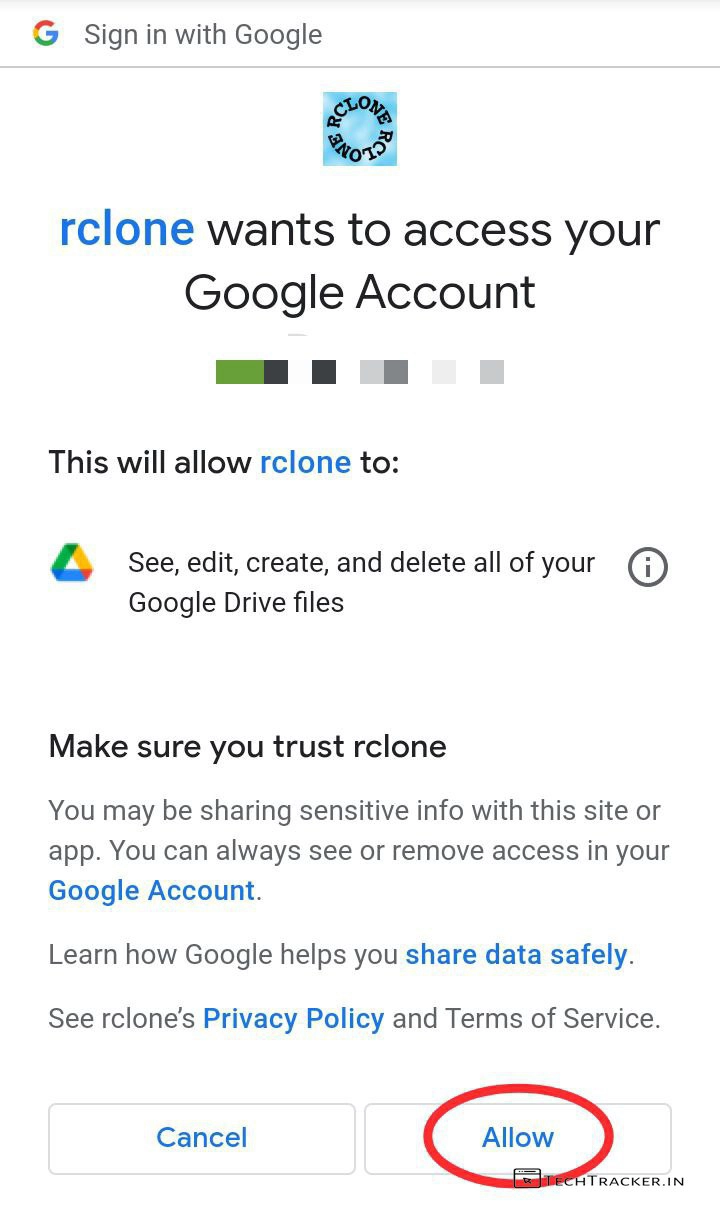 Sign in with Google
RCLONE RCLONE
rclone wants to access your
Google Account
This will allow rclone to:
See, edit, create, and delete all of your
Google Drive files
Make sure you trust rclone
You may be sharing sensitive info with this site or
app. You can always see or remove access in your
Google Account.
Learn how Google helps you share data safely.
See rclone’s Privacy Policy and Terms of Service.
Cancel
Allow
TECHTRACKER.IN